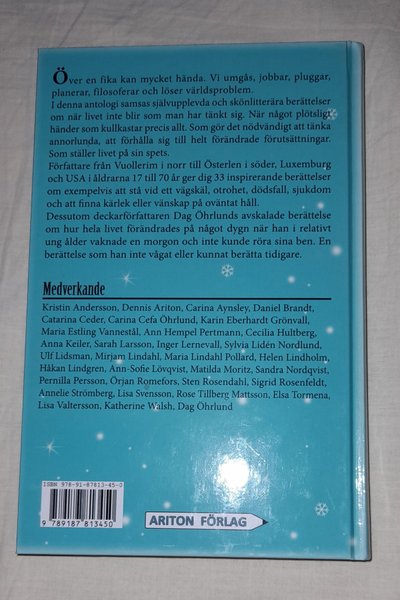 Över en fika kan mycket hända. Vi umgås, jobbar, pluggar,
planerar, filosoferar och löser världsproblem.
I denna antologi samsas självupplevda och skönlitterära berättelser
om när livet inte blir som man har tänkt sig. När något plötsligt
händer som kullkastar precis allt. Som gör det nödvändigt att tänka
annorlunda, att förhålla sig till helt förändrade förutsättningar.
Som ställer livet på sin spets.
Författare från Vuollerim i norr till Österlen i söder, Luxemburg
och USA i åldrarna 17 till 70 år ger dig 33 inspirerande berättelser
om exempelvis att stå vid ett vägskäl, otrohet, dödsfall, sjukdom
och att finna kärlek eller vänskap på oväntat håll.
Dessutom deckarförfattaren Dag Öhrlunds avskalade berättelse
om hur hela livet förändrades på något dygn när han i relativt
ung ålder vaknade en morgon och inte kunde röra sina ben. En
berättelse som han inte vågat eller kunnat berätta tidigare.
Medverkande
Kristin Andersson, Dennis Ariton, Carina Aynsley, Daniel Brandt,
Catarina Ceder, Carina Cefa Öhrlund, Karin Eberhardt Grönvall,
Maria Estling Vannestål, Ann Hempel Pertmann, Cecilia Hultberg,
Anna Keiler, Sarah Larsson, Inger Lernevall, Sylvia Lidén Nordlund,
Ulf Lidsman, Mirjam Lindahl, Maria Lindahl Pollard, Helen Lindholm,
Håkan Lindgren, Ann-Sofie Lövqvist, Matilda Moritz, Sandra Nordqvist,
Pernilla Persson, Örjan Romefors, Sten Rosendahl, Sigrid Rosenfeldt,
Annelie Strömberg, Lisa Svensson, Rose Tillberg Mattsson, Elsa Tormena,
Lisa Valtersson, Katherine Walsh, Dag Öhrlund
ISBN 978-91-87813-45-0
9 789187 813450
ARITON FÖRLAG